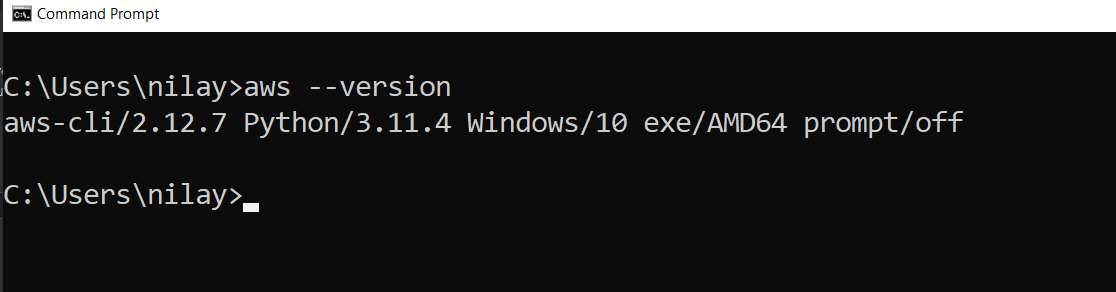 Command Prompt
C:\Users\nilay>aws --version
aws-cli/2.12.7 Python/3.11.4 Windows/10 exe/AMD64 prompt/off
C:\Users\nilay>